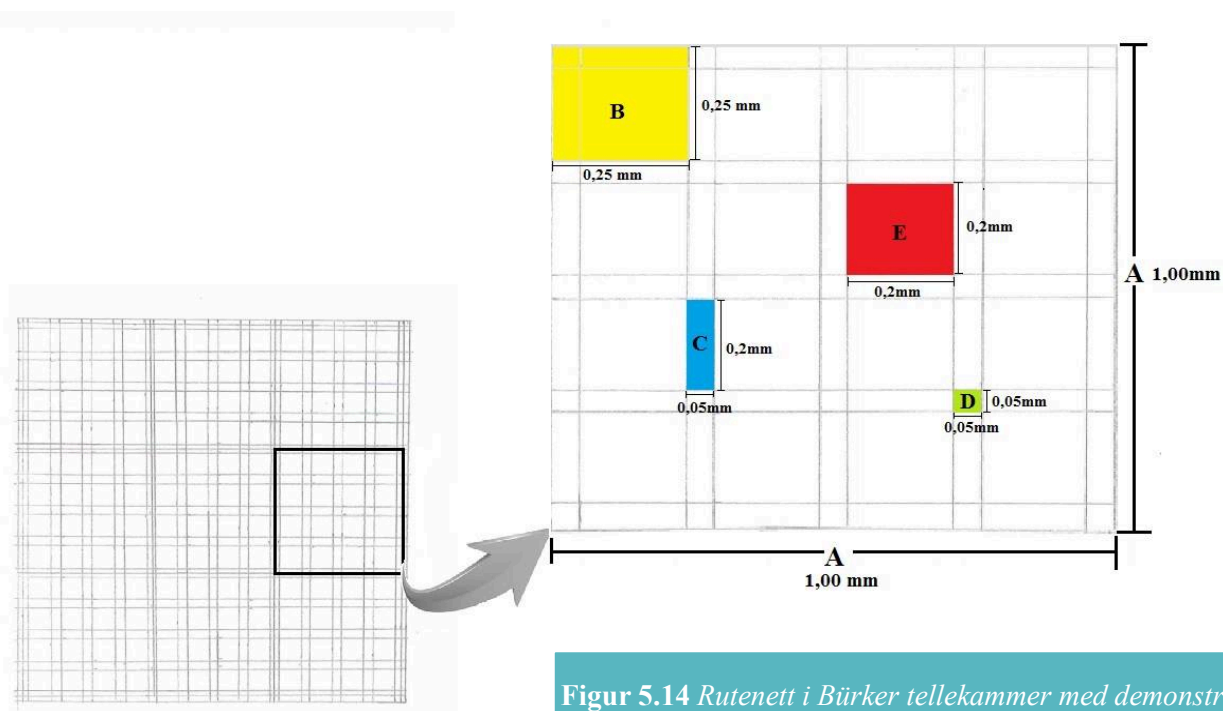 B
0,25 mm
0,25 mm
E
0,2mm
0,2mm
A 1,00mm
C
0,2mm
0,05mm
D
0,05mm
0,05mm
A
1,00 mm
Figur 5.14 Rutenett i Bürker tellekammer med demonstr